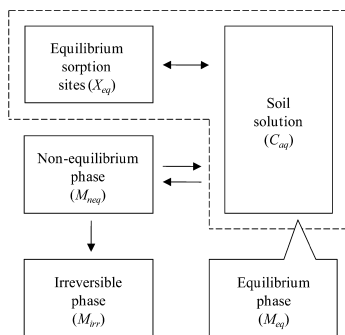 Equilibrium
sorption
sites (X_eq)
Soil
solution
(C_aq)
Non-equilibrium
phase
(M_neq)
Irreversible
phase
(M_irr)
Equilibrium
phase
(M_eq)